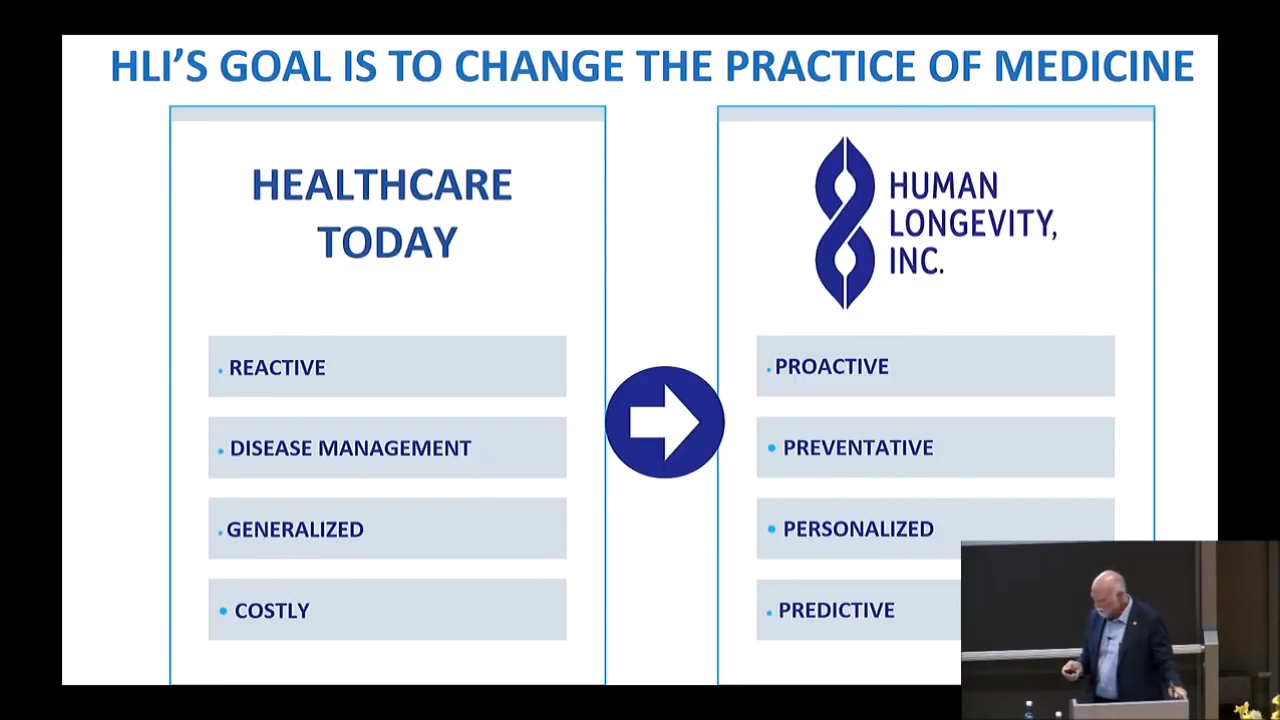 HLI'S GOAL IS TO CHANGE THE PRACTICE OF MEDICINE
HEALTHCARE
TODAY
• REACTIVE
• DISEASE MANAGEMENT
• GENERALIZED
• COSTLY
HUMAN
LONGEVITY,
INC.
• PROACTIVE
• PREVENTATIVE
• PERSONALIZED
• PREDICTIVE